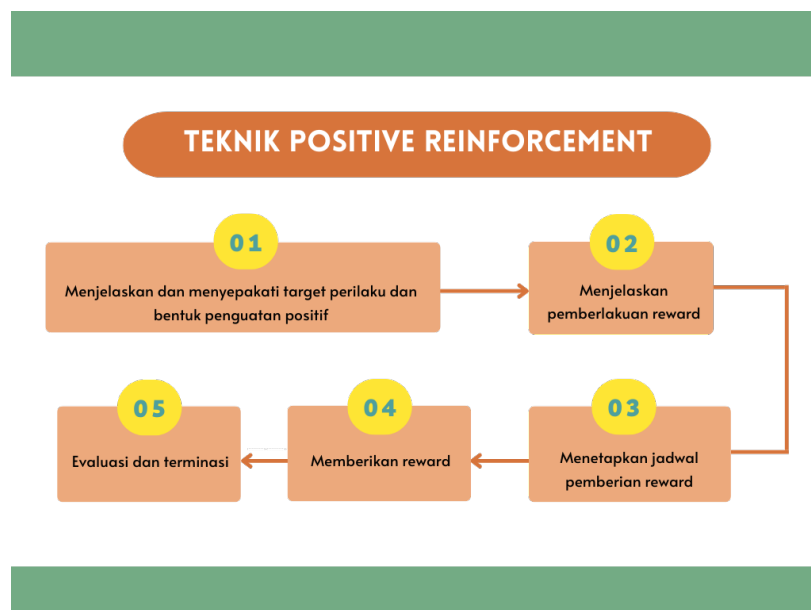 TEKNIK POSITIVE REINFORCEMENT
01
Menjelaskan dan menyepakati target perilaku dan
bentuk penguatan positif
02
Menjelaskan
pemberlakuan reward
03
Menetapkan jadwal
pemberian reward
04
Memberikan reward
05
Evaluasi dan terminasi